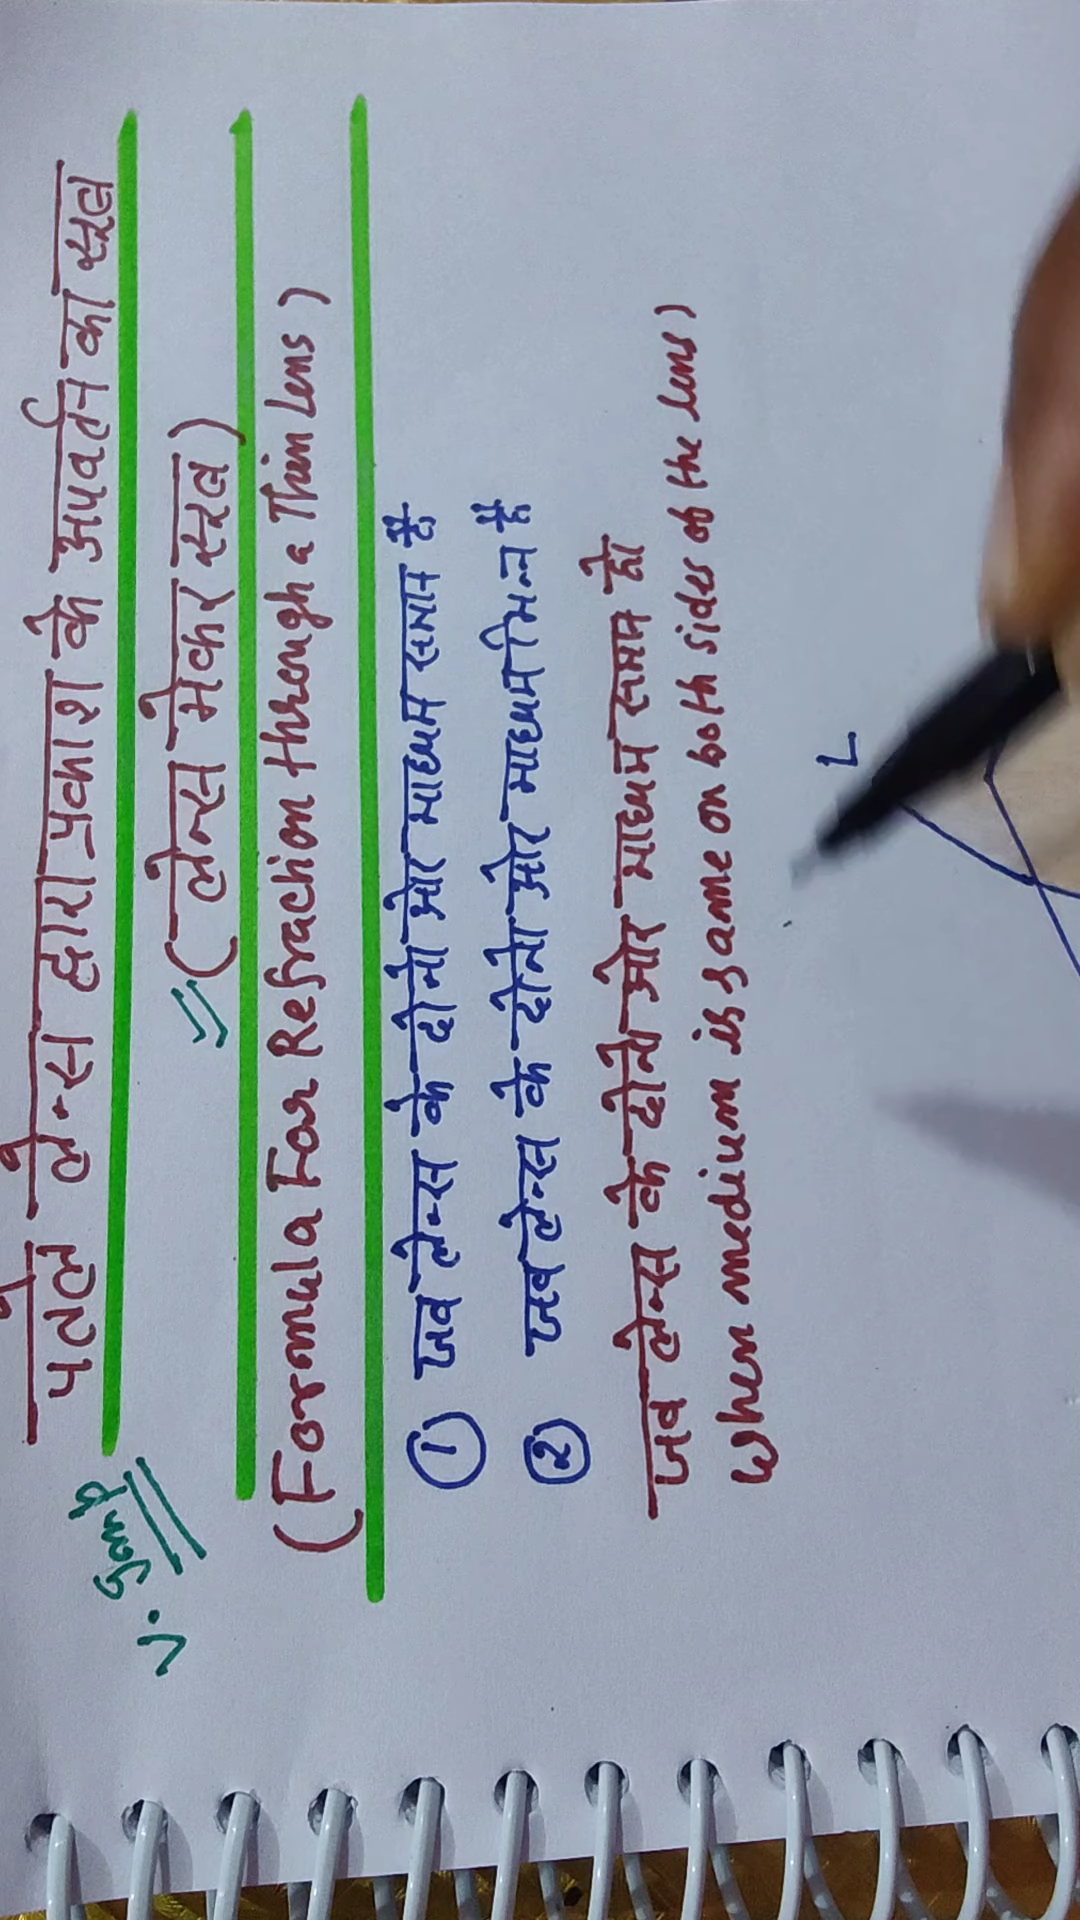 पतले लेन्स द्वारा प्रकाश के अपवर्तन का सूत्र
V. Imp
(लेन्स मेकर सूत्र)
(Formula For Refraction through a Thin Lens)
① जब लेन्स के दोनो ओर माध्यम समान है
② जब लेन्स के दोनो ओर माध्यम भिन्न है
जब लेन्स के दोनो ओर माध्यम समान हो
When medium is same on both sides of the lens)
L